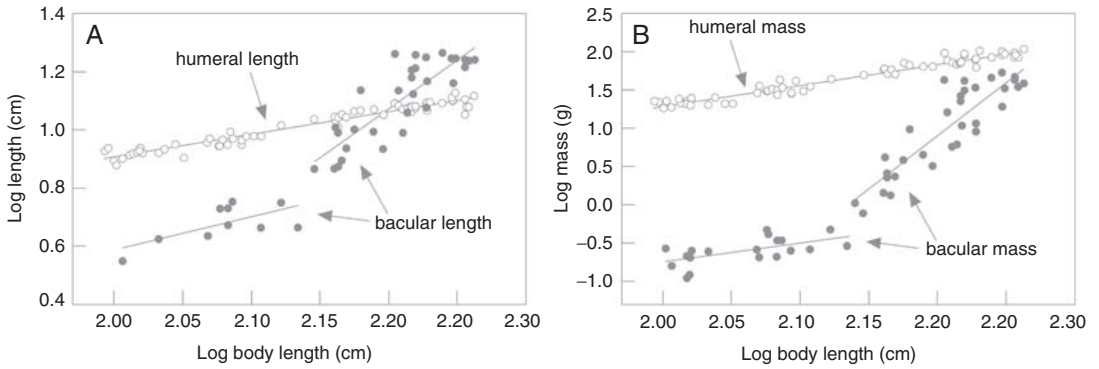 A
humeral length
bacular length
1.4
1.2
1.0
0.8
0.6
0.4
Log length (cm)
2.00 2.05 2.10 2.15 2.20 2.20 2.30
Log body length (cm)
B
humeral mass
bacular mass
2.5
2.0
1.5
1.0
0.5
0.0
−0.5
−1.0
Log mass (g)
2.00 2.05 2.10 2.15 2.20 2.20 2.30
Log body length (cm)